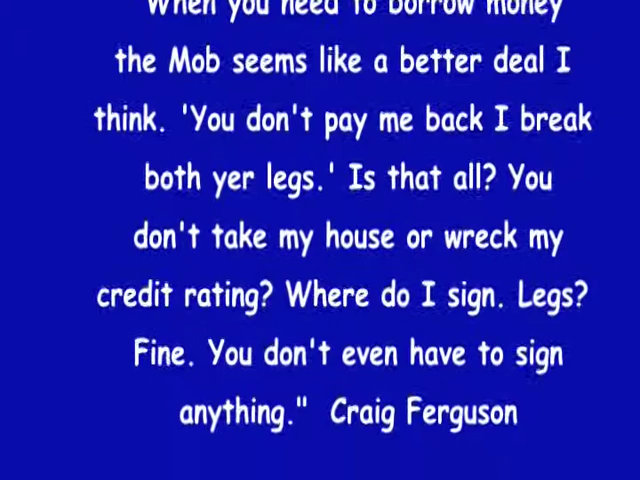 When you need to borrow money
the Mob seems like a better deal I
think. 'You don't pay me back I break
both yer legs.' Is that all? You
don't take my house or wreck my
credit rating? Where do I sign. Legs?
Fine. You don't even have to sign
anything."  Craig Ferguson